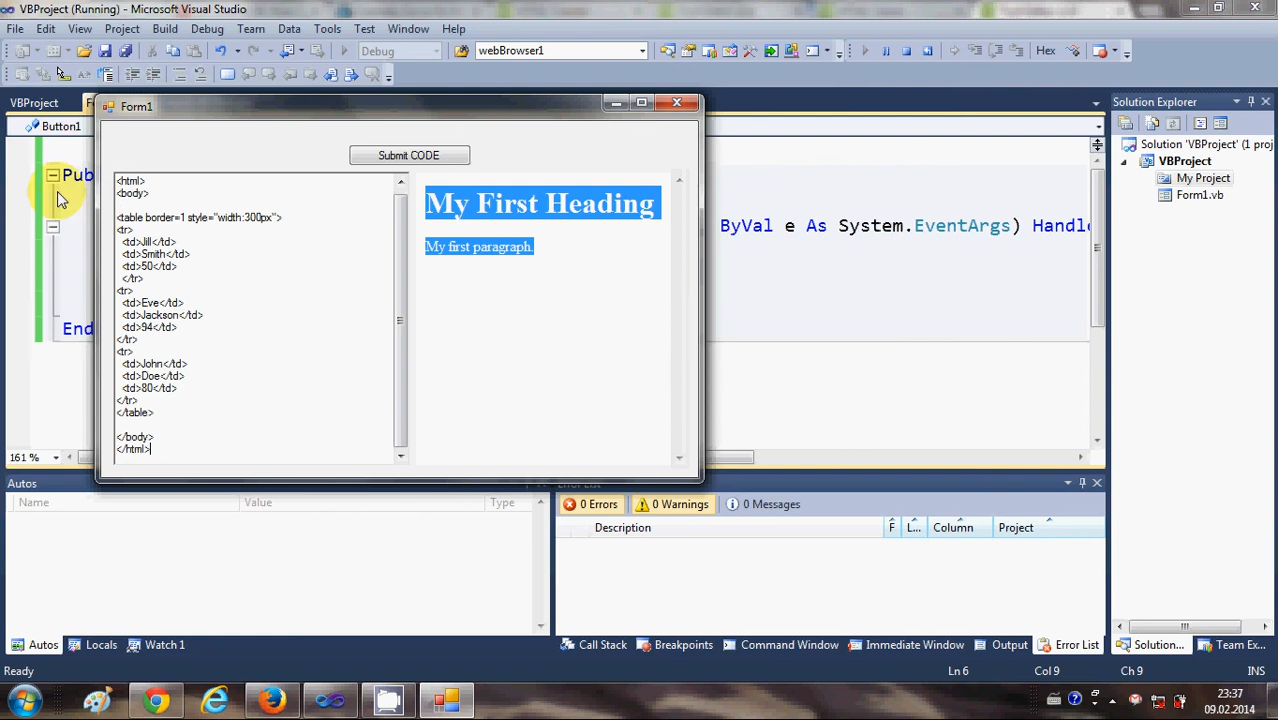 VBProject (Running) - Microsoft Visual Studio
File Edit View Project Build Debug Team Data Tools Test Window Help
Debug webBrowser1 Hex
VBProject
Form1
Button1
Submit CODE
<html>
<body>
<table border=1 style="width:300px">
<tr>
<td>Jill</td>
<td>Smith</td>
<td>50</td>
</tr>
<tr>
<td>Eve</td>
<td>Jackson</td>
<td>94</td>
</tr>
<tr>
<td>John</td>
<td>Doe</td>
<td>80</td>
</tr>
</table>
</body>
</html>
My First Heading
My first paragraph.
Pub
ByVal e As System.EventArgs) Handle
End
161 %
Solution Explorer
Solution 'VBProject' (1 proj
VBProject
My Project
Form1.vb
Autos
Name Value Type
Error List
0 Errors 0 Warnings 0 Messages
Description F L... Column Project
Autos Locals Watch 1
Call Stack Breakpoints Command Window Immediate Window Output Error List
Solution... Team Ex...
Ready Ln 6 Col 9 Ch 9 INS
23:37
09.02.2014